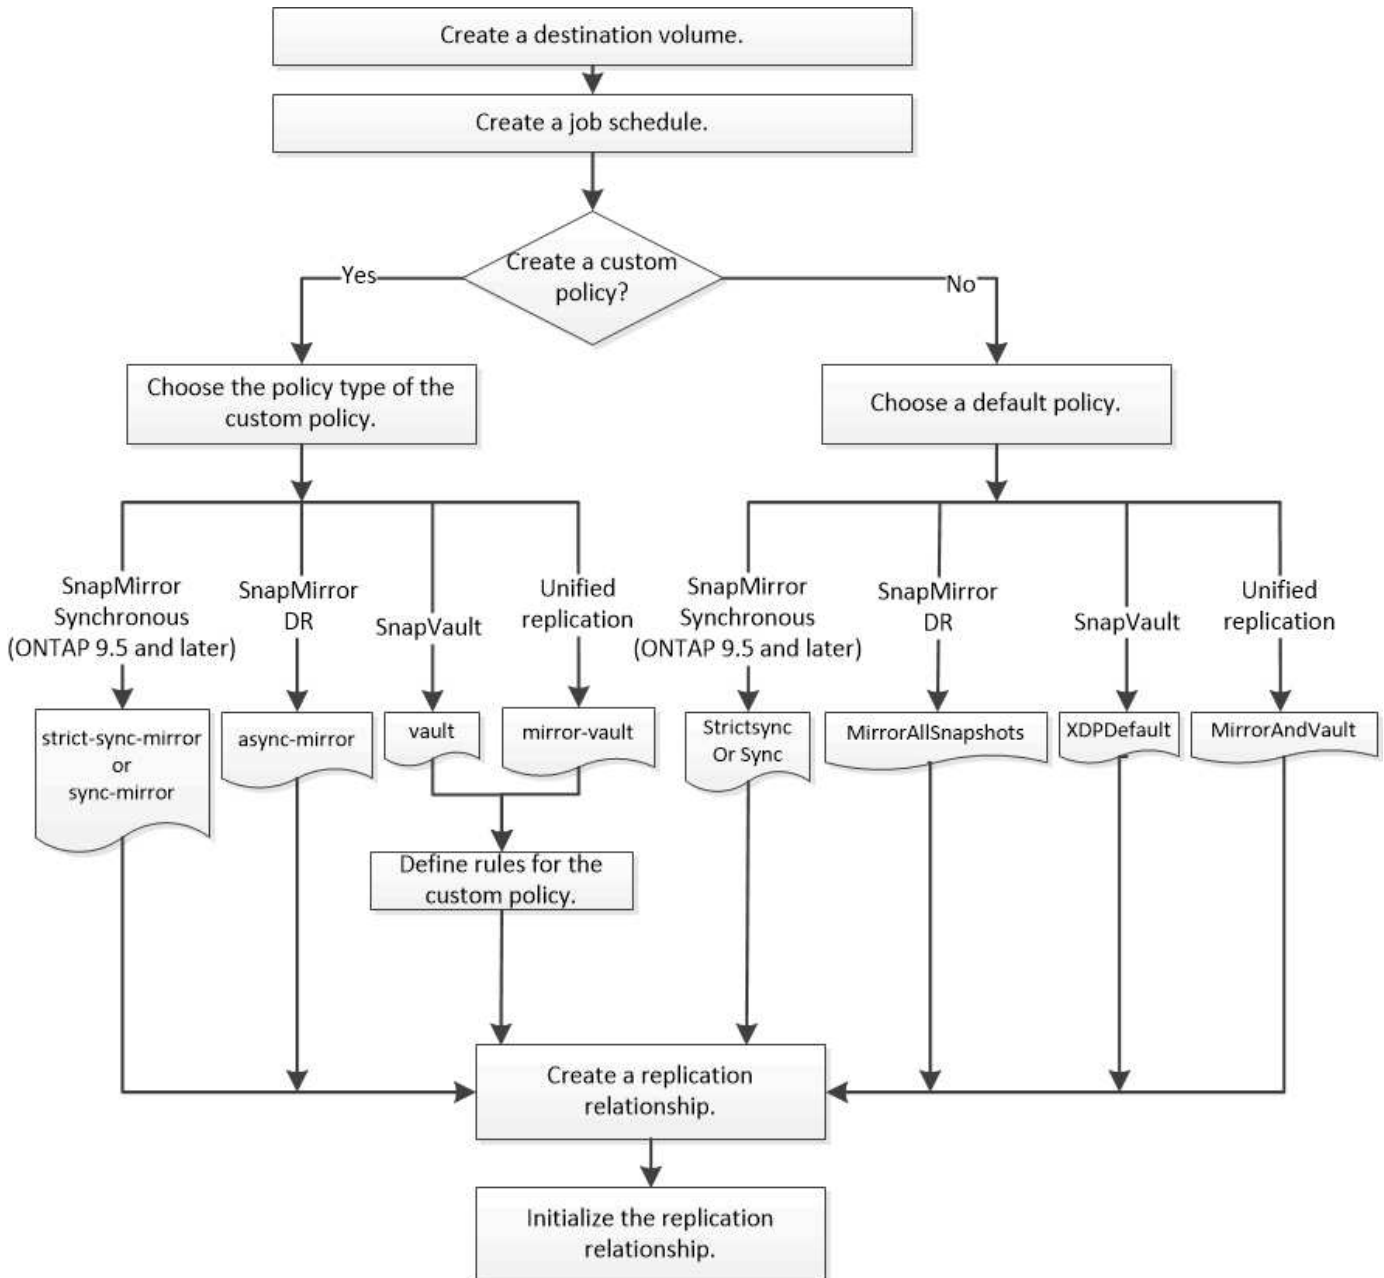 Create a destination volume.
Create a job schedule.
Create a custom
policy?
Yes
No
Choose the policy type of the
custom policy.
Choose a default policy.
SnapMirror
Synchronous
(ONTAP 9.5 and later)
SnapMirror
DR
SnapVault
Unified
replication
SnapMirror
Synchronous
(ONTAP 9.5 and later)
SnapMirror
DR
SnapVault
Unified
replication
strict-sync-mirror
or
sync-mirror
async-mirror
vault
mirror-vault
Strictsync
Or Sync
MirrorAllSnapshots
XDPDefault
MirrorAndVault
Define rules for the
custom policy.
Create a replication
relationship.
Initialize the replication
relationship.